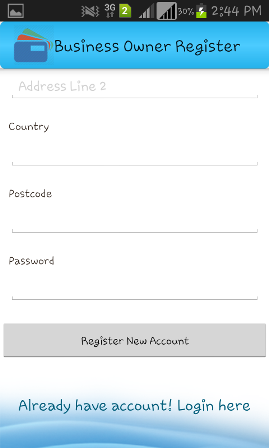 3G 2 30% 2:44 PM
Business Owner Register
Address Line 2
Country
Postcode
Password
Register New Account
Already have account! Login here